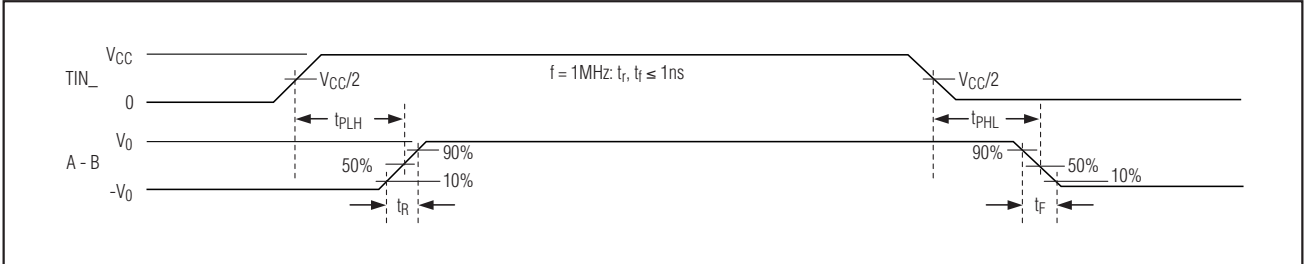 VCC
TIN_
VCC/2
f = 1MHz: tr, tf ≤ 1ns
VCC/2
0
tPLH
tPHL
V0
A - B
50%
90%
10%
90%
50%
10%
-V0
tR
tF